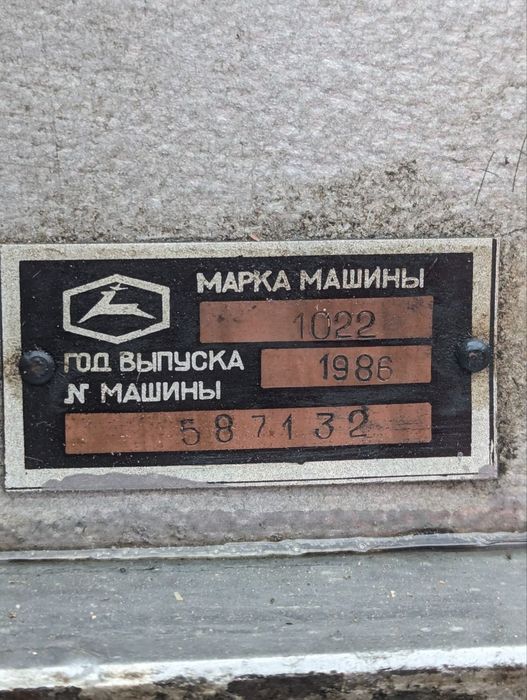 МАРКА МАШИНЫ
1022
ГОД ВЫПУСКА 1986
№ МАШИНЫ
587132